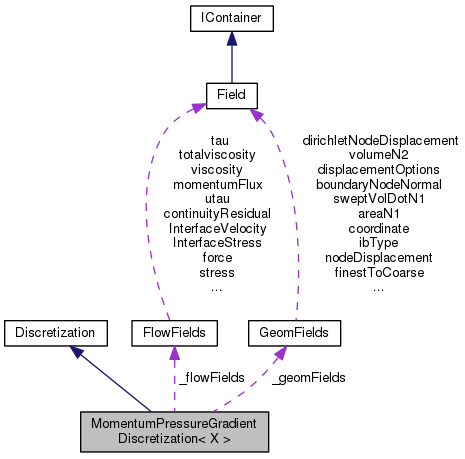 IContainer
Field
tau
totalviscosity
viscosity
momentumFlux
utau
continuityResidual
InterfaceVelocity
InterfaceStress
force
stress
...
dirichletNodeDisplacement
volumeN2
displacementOptions
boundaryNodeNormal
sweptVolDotN1
areaN1
coordinate
ibType
nodeDisplacement
finestToCoarse
...
Discretization
FlowFields
GeomFields
_flowFields
_geomFields
MomentumPressureGradient
Discretization< X >